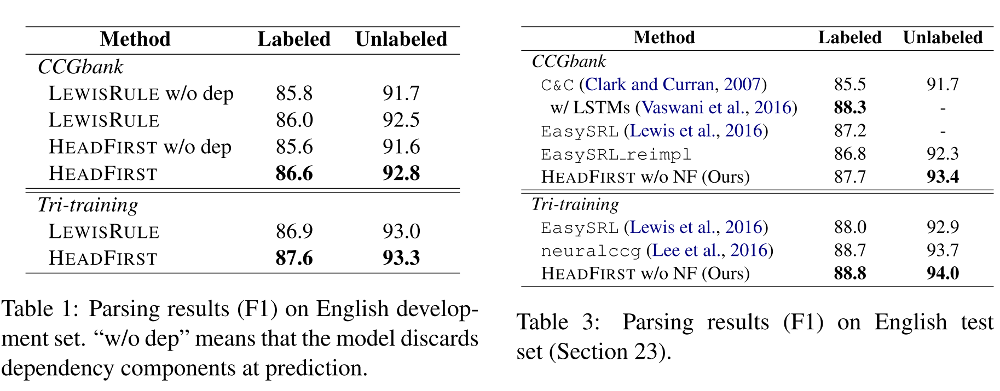 Method Labeled Unlabeled
CCGbank
LEWISRULE w/o dep 85.8 91.7
LEWISRULE 86.0 92.5
HEADFIRST w/o dep 85.6 91.6
HEADFIRST 86.6 92.8
Tri-training
LEWISRULE 86.9 93.0
HEADFIRST 87.6 93.3
Table 1: Parsing results (F1) on English develop-
ment set. “w/o dep” means that the model discards
dependency components at prediction.
Method Labeled Unlabeled
CCGbank
C&C (Clark and Curran, 2007) 85.5 91.7
w/ LSTMs (Vaswani et al., 2016) 88.3 -
EasySRL (Lewis et al., 2016) 87.2 -
EasySRL_reimpl 86.8 92.3
HEADFIRST w/o NF (Ours) 87.7 93.4
Tri-training
EasySRL (Lewis et al., 2016) 88.0 92.9
neuralccg (Lee et al., 2016) 88.7 93.7
HEADFIRST w/o NF (Ours) 88.8 94.0
Table 3: Parsing results (F1) on English test
set (Section 23).